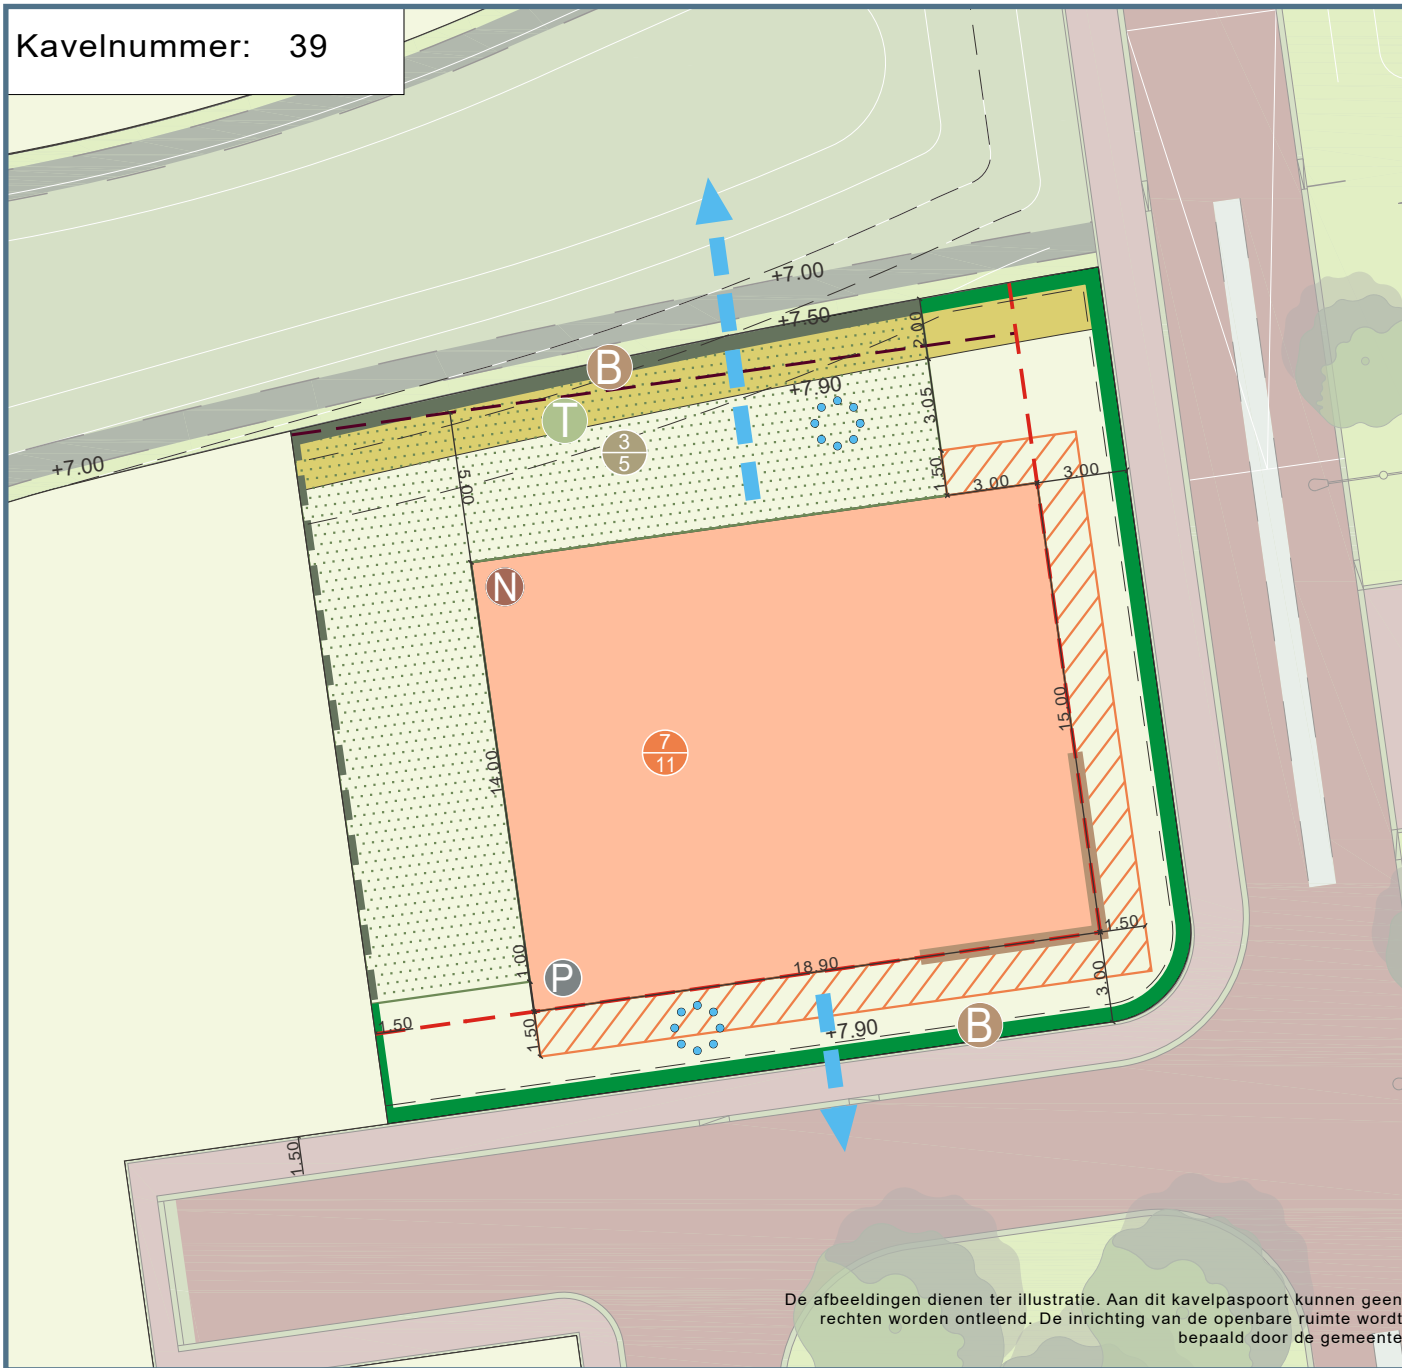 Kavelnummer: 39
+7.00
+7.50
2.00
B
+7.90
T
3.05
3
5
+7.00
5.00
1.50
3.00
3.00
N
15.00
7
11
14.00
1.00
P
18.90
1.50
1.50
1.50
3.00
+7.90
B
1.50
De afbeeldingen dienen ter illustratie. Aan dit kavelpaspoort kunnen geen
rechten worden ontleend. De inrichting van de openbare ruimte wordt
bepaald door de gemeente